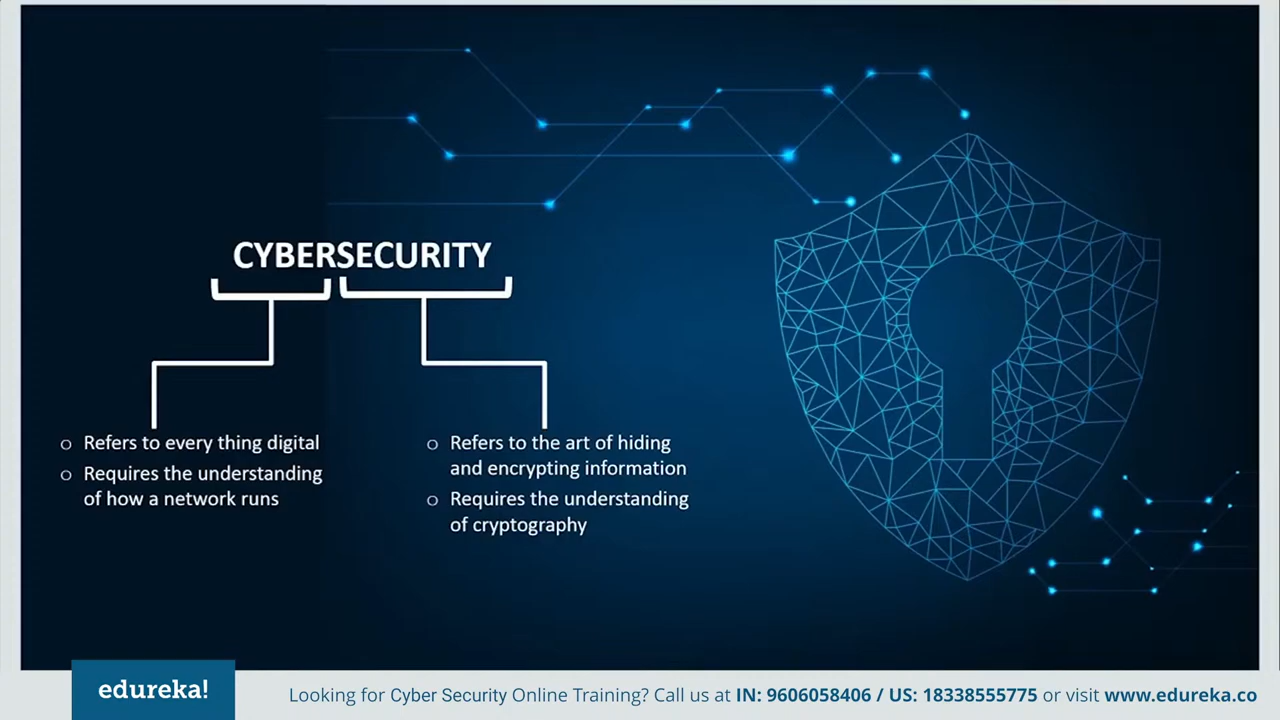 CYBERSECURITY
Refers to every thing digital
Requires the understanding
of how a network runs
Refers to the art of hiding
and encrypting information
Requires the understanding
of cryptography
edureka!
Looking for Cyber Security Online Training? Call us at IN: 9606058406 / US: 18338555775 or visit www.edureka.co